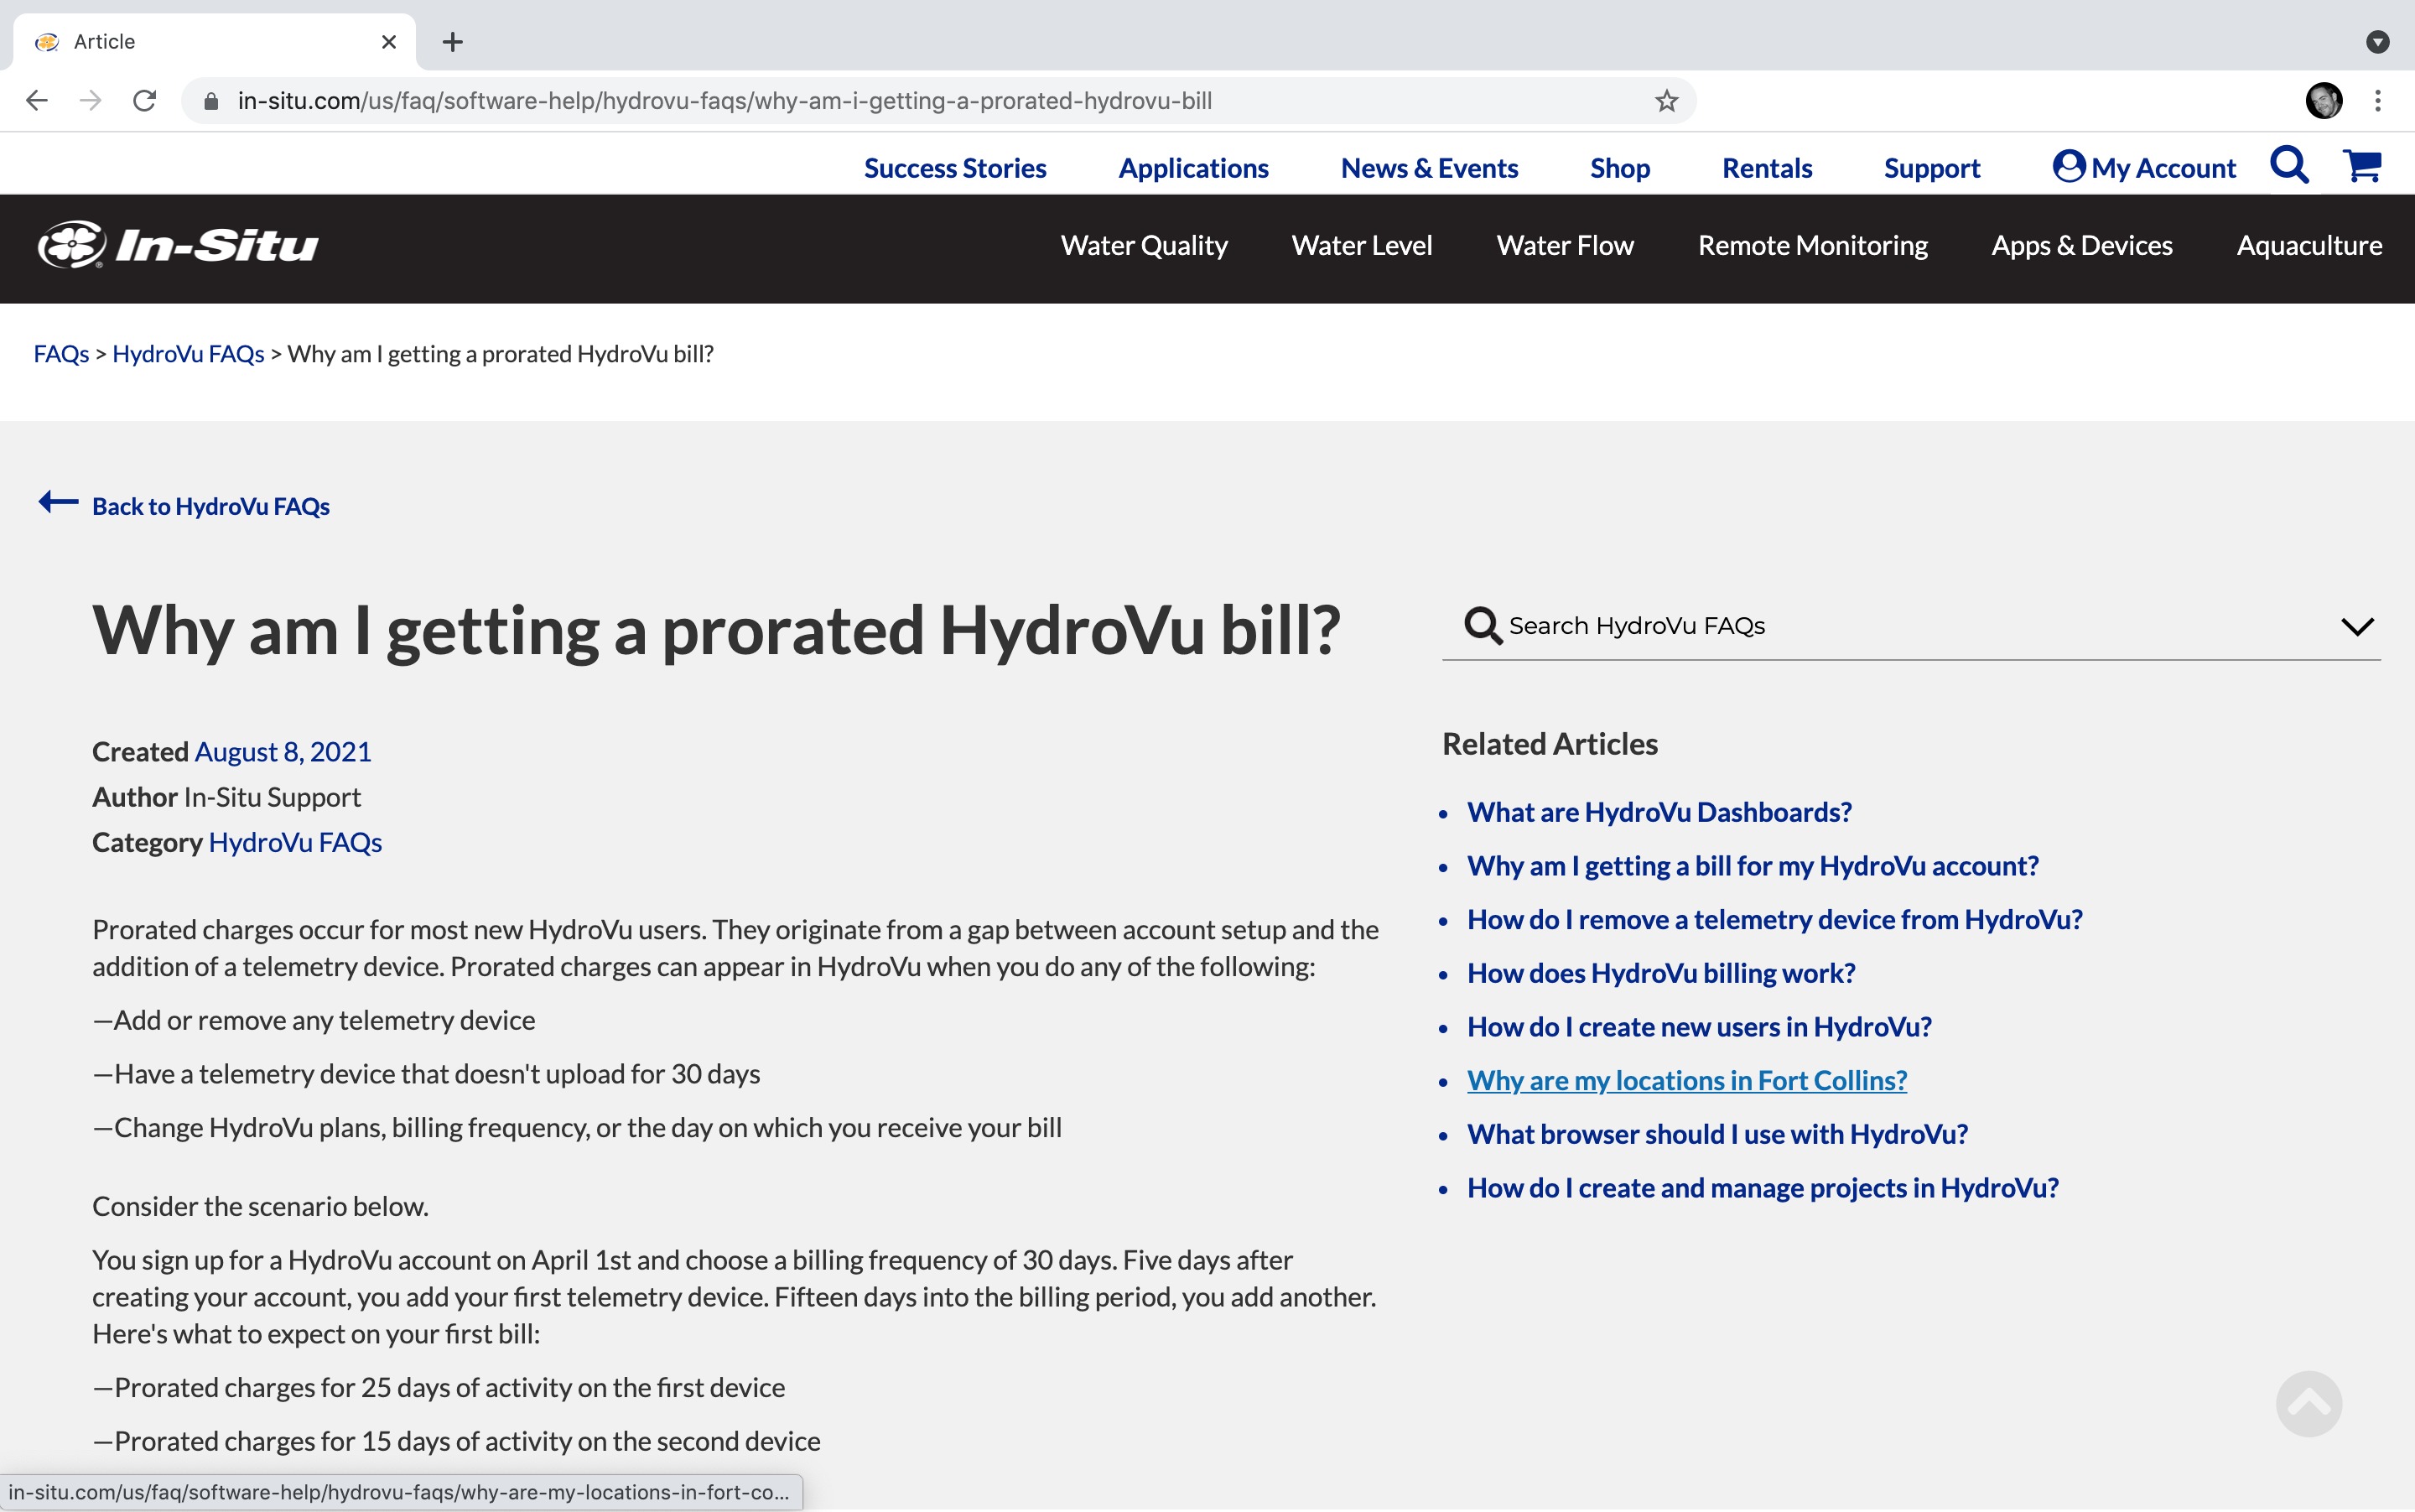 Article
in-situ.com/us/faq/software-help/hydrovu-faqs/why-am-i-getting-a-prorated-hydrovu-bill
Success Stories Applications News & Events Shop Rentals Support My Account
In-Situ
Water Quality Water Level Water Flow Remote Monitoring Apps & Devices Aquaculture
FAQs > HydroVu FAQs > Why am I getting a prorated HydroVu bill?
Back to HydroVu FAQs
Why am I getting a prorated HydroVu bill?
Created August 8, 2021
Author In-Situ Support
Category HydroVu FAQs
Prorated charges occur for most new HydroVu users. They originate from a gap between account setup and the
addition of a telemetry device. Prorated charges can appear in HydroVu when you do any of the following:
—Add or remove any telemetry device
—Have a telemetry device that doesn't upload for 30 days
—Change HydroVu plans, billing frequency, or the day on which you receive your bill
Consider the scenario below.
You sign up for a HydroVu account on April 1st and choose a billing frequency of 30 days. Five days after
creating your account, you add your first telemetry device. Fifteen days into the billing period, you add another.
Here's what to expect on your first bill:
—Prorated charges for 25 days of activity on the first device
—Prorated charges for 15 days of activity on the second device
Search HydroVu FAQs
Related Articles
• What are HydroVu Dashboards?
• Why am I getting a bill for my HydroVu account?
• How do I remove a telemetry device from HydroVu?
• How does HydroVu billing work?
• How do I create new users in HydroVu?
• Why are my locations in Fort Collins?
• What browser should I use with HydroVu?
• How do I create and manage projects in HydroVu?
in-situ.com/us/faq/software-help/hydrovu-faqs/why-are-my-locations-in-fort-co...